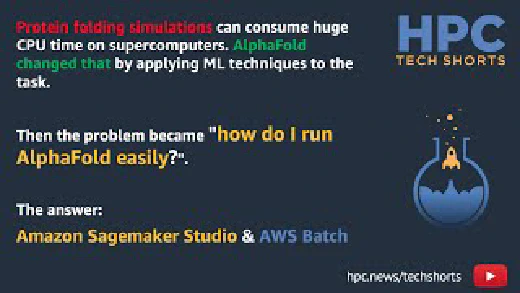 Protein folding simulations can consume huge
CPU time on supercomputers. AlphaFold
changed that by applying ML techniques to the
task.
HPC
TECH SHORTS
Then the problem became "how do I run
AlphaFold easily?".
The answer:
Amazon Sagemaker Studio & AWS Batch
hpc.news/techshorts